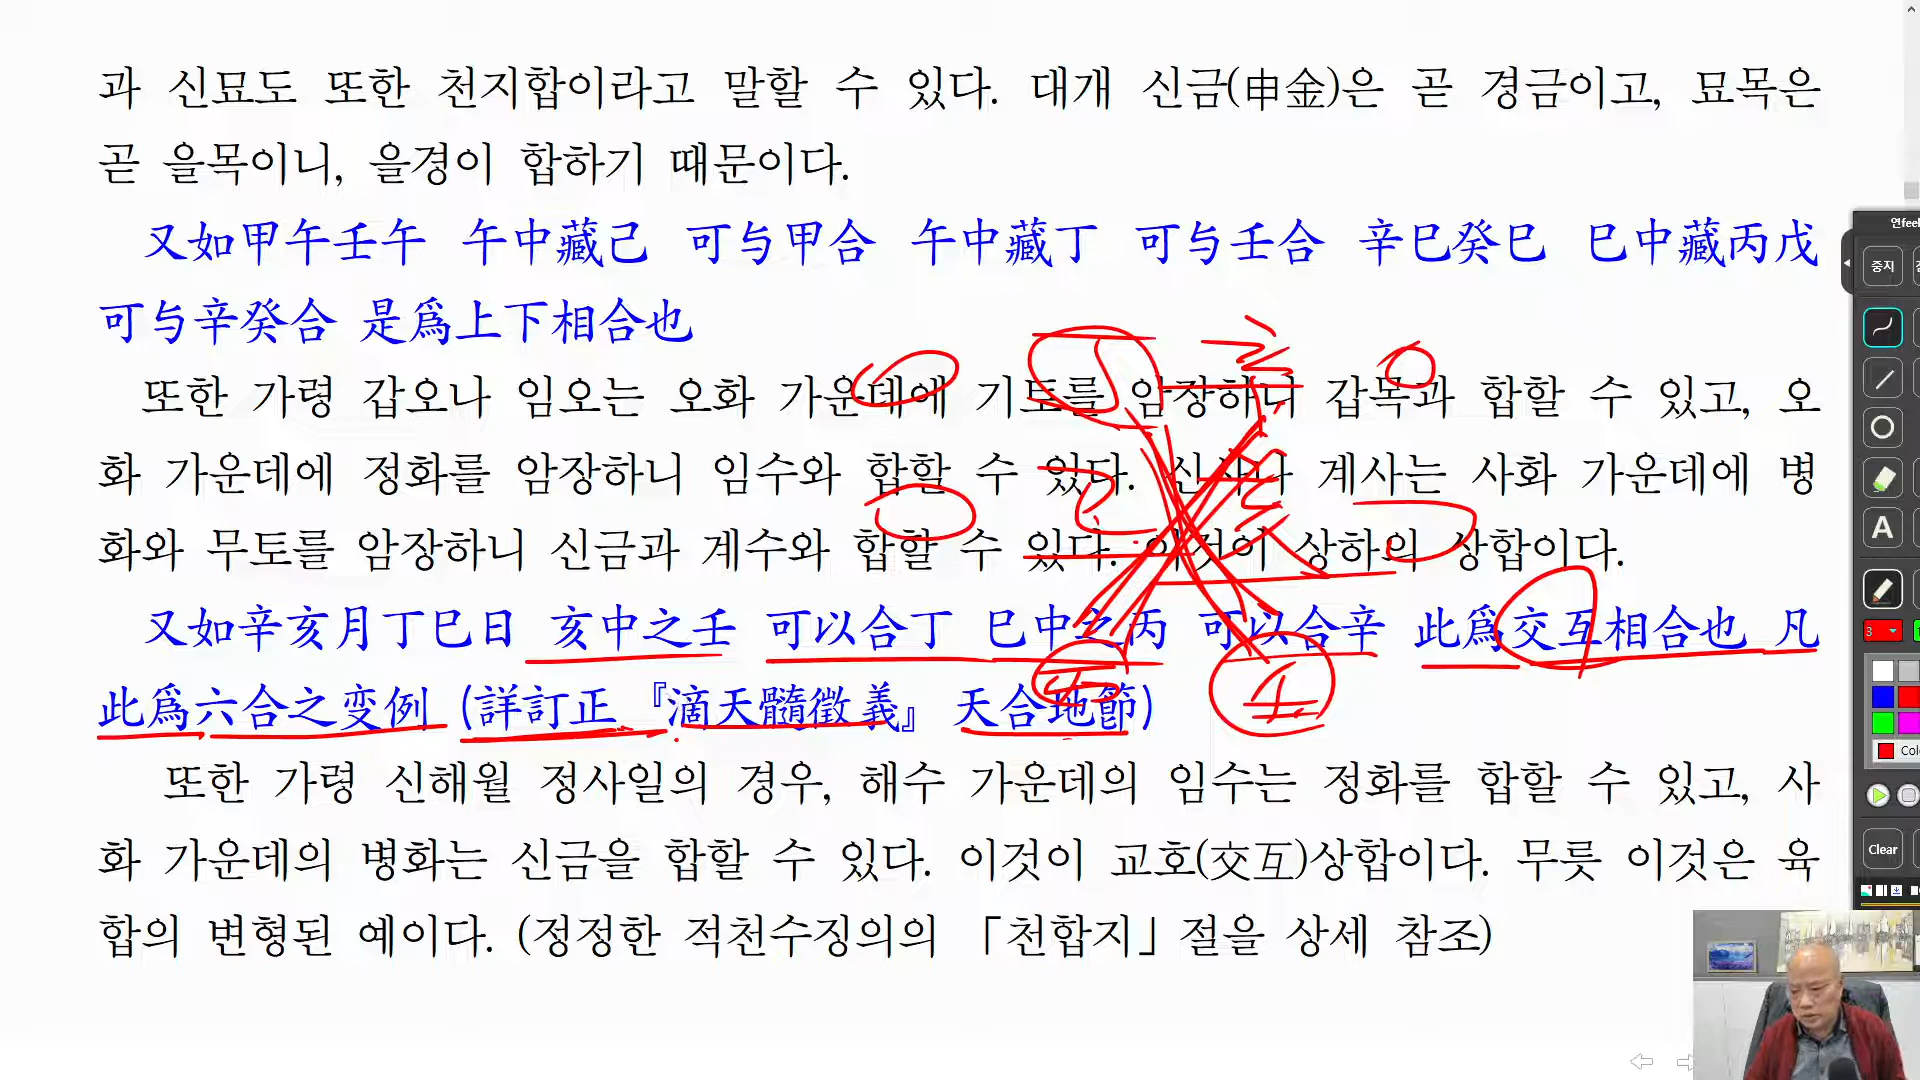 과 신묘도 또한 천지합이라고 말할 수 있다. 대개 신금(申金)은 곧 경금이고, 묘목은
곧 을목이니, 을경이 합하기 때문이다.
又如甲午壬午 午中藏己 可与甲合 午中藏丁 可与壬合 辛巳癸巳 巳中藏丙戊
可与辛癸合 是爲上下相合也
또한 가령 갑오나 임오는 오화 가운데에 기토를 암장하니 갑목과 합할 수 있고, 오
화 가운데에 정화를 암장하니 임수와 합할 수 있다. 신사나 계사는 사화 가운데에 병
화와 무토를 암장하니 신금과 계수와 합할 수 있다. 이것이 상하의 상합이다.
又如辛亥月丁巳日 亥中之壬 可以合丁 巳中之丙 可以合辛 此爲交互相合也 凡
此爲六合之变例 (詳訂正『滴天髓徵義』 天合地節)
또한 가령 신해월 정사일의 경우, 해수 가운데의 임수는 정화를 합할 수 있고, 사
화 가운데의 병화는 신금을 합할 수 있다. 이것이 교호(交互)상합이다. 무릇 이것은 육
합의 변형된 예이다. (정정한 적천수징의의 「천합지」절을 상세 참조)
연feel
중지
A
3
Clear